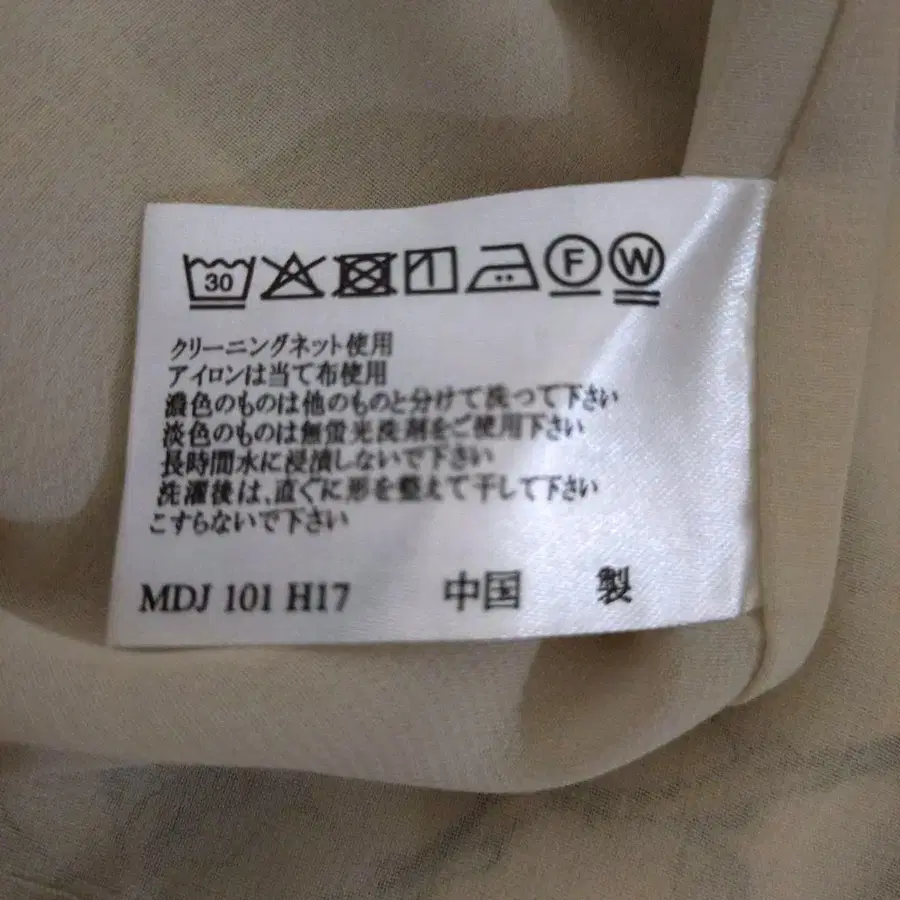 30 F W
クリーニングネット使用
アイロンは当て布使用
濃色のものは他のものと分けて洗って下さい
淡色のものは無蛍光洗剤をご使用下さい
長時間水に浸漬しないで下さい
洗濯後は、直ぐに形を整えて干して下さい
こすらないで下さい
MDJ 101 H17 中国 製